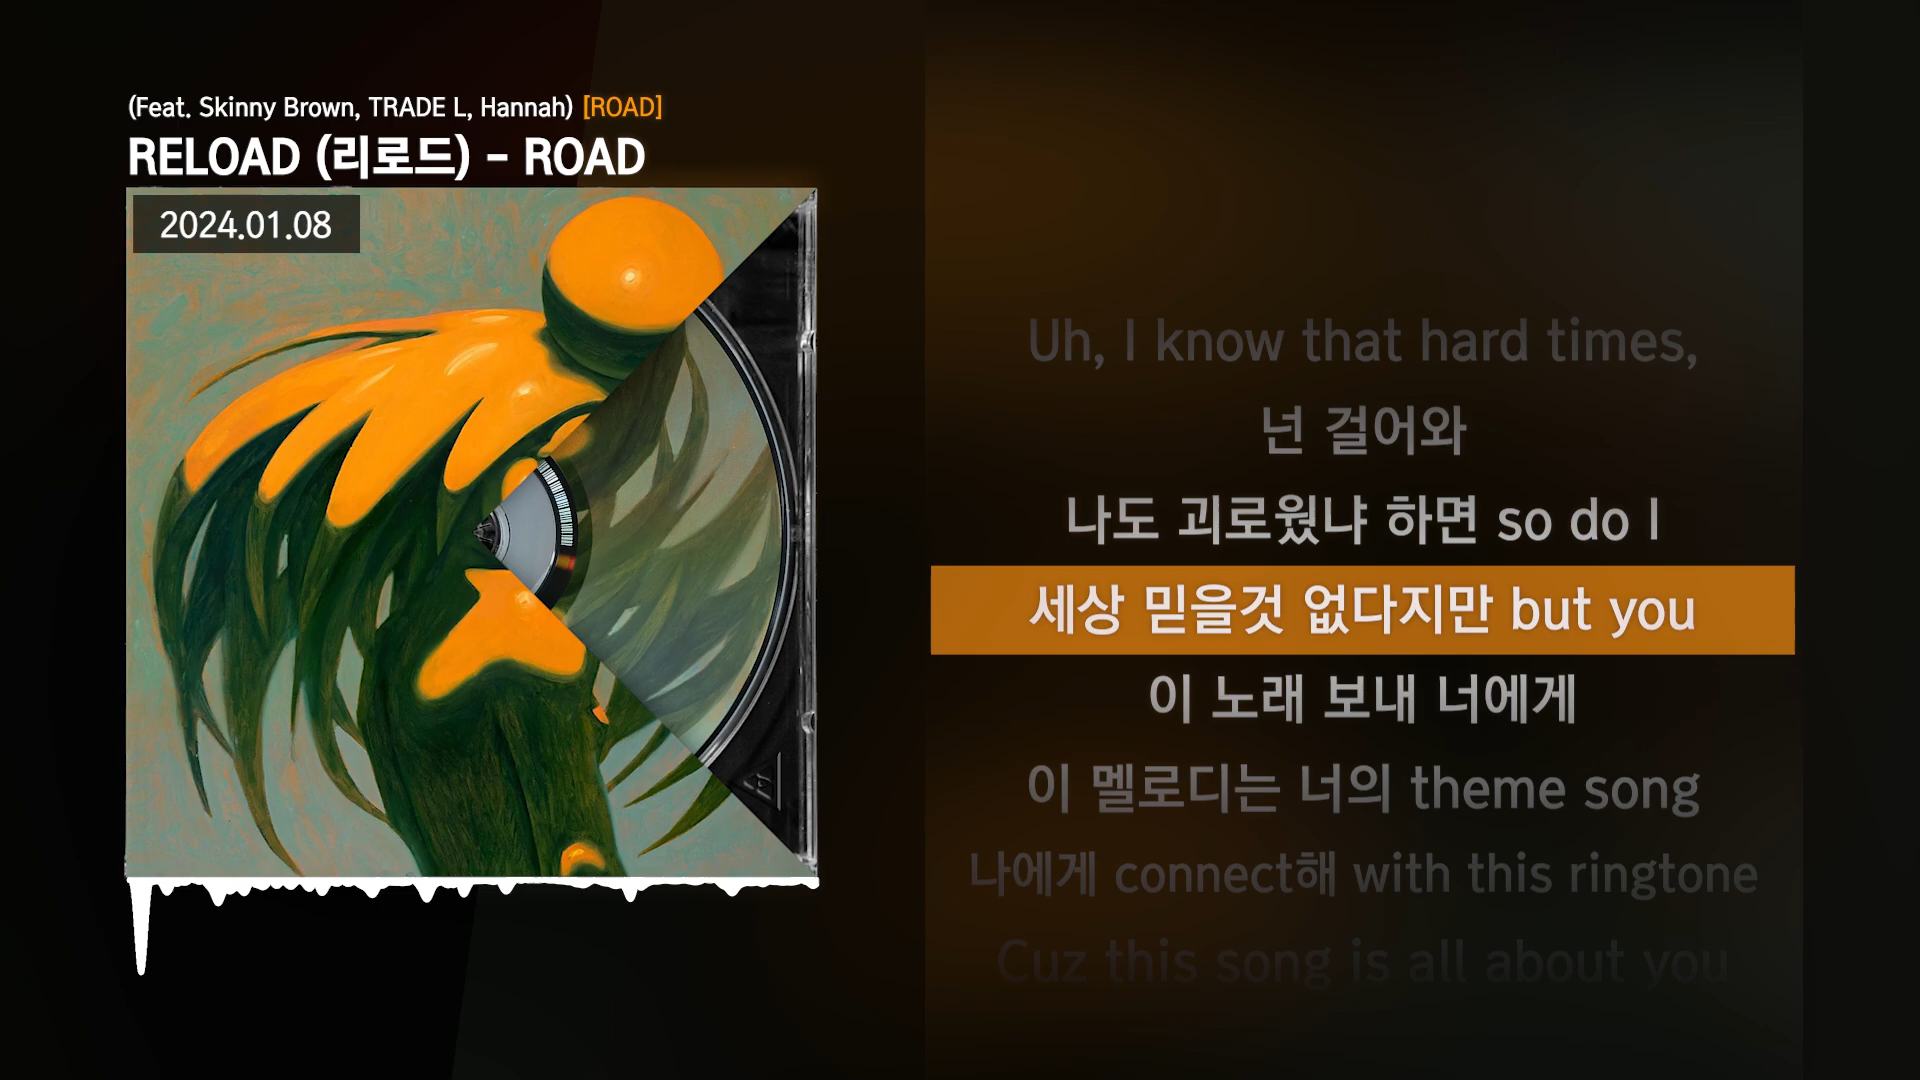 (Feat. Skinny Brown, TRADE L, Hannah) [ROAD]
RELOAD (리로드) - ROAD
2024.01.08
Uh, I know that hard times,
넌 걸어와
나도 괴로웠냐 하면 so do I
세상 믿을것 없다지만 but you
이 노래 보내 너에게
이 멜로디는 너의 theme song
나에게 connect해 with this ringtone
Cuz this song is all about you